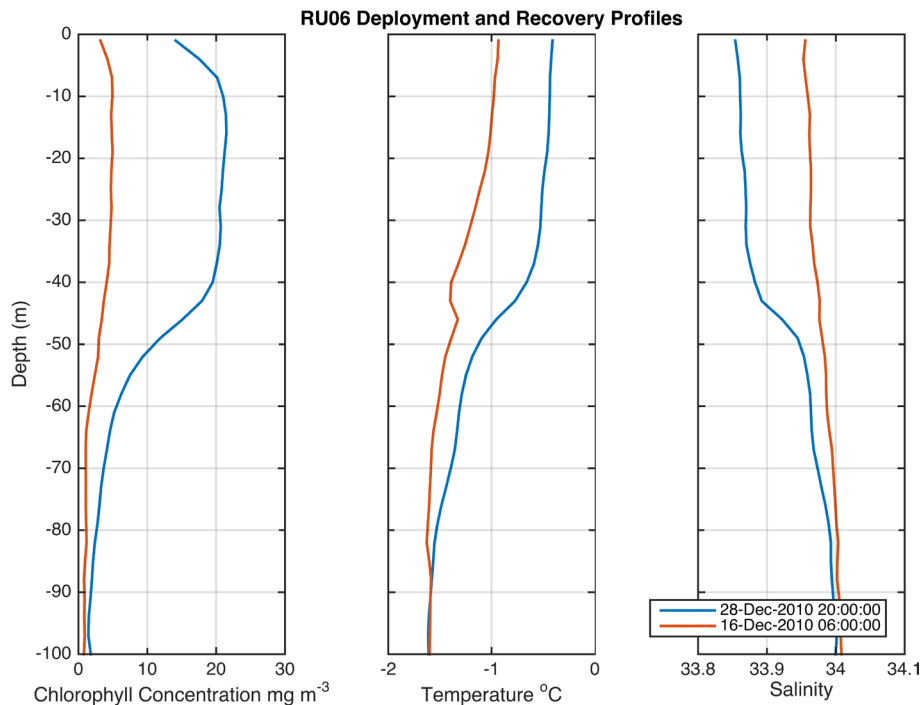 RU06 Deployment and Recovery Profiles
Depth (m)
0
-10
-20
-30
-40
-50
-60
-70
-80
-90
-100
0 10 20 30
Chlorophyll Concentration mg m⁻³
-2 -1 0
Temperature °C
28-Dec-2010 20:00:00
16-Dec-2010 06:00:00
33.8 33.9 34 34.1
Salinity